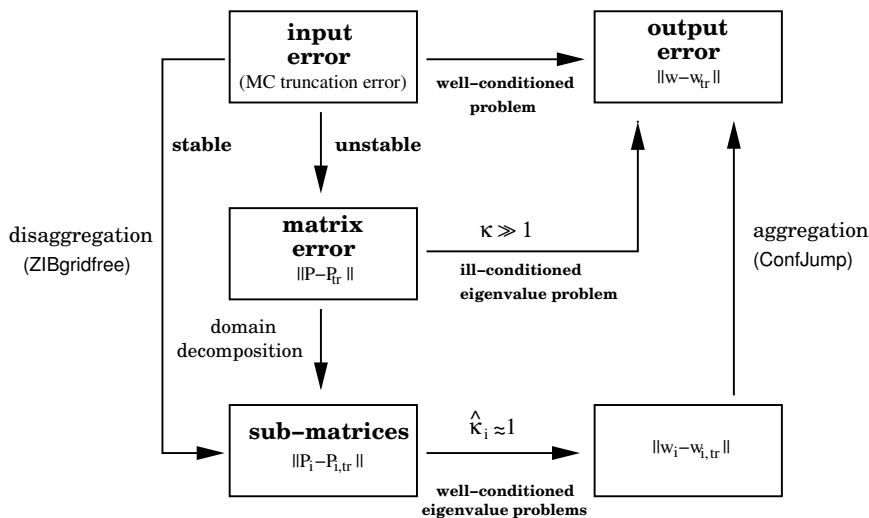 input
error
(MC truncation error)
output
error
||w−w_tr||
well−conditioned
problem
stable
unstable
disaggregation
(ZIBgridfree)
matrix
error
||P−P_tr||
κ ≫ 1
ill−conditioned
eigenvalue problem
aggregation
(ConfJump)
domain
decomposition
sub−matrices
||P_i−P_i,tr||
κ̂_i ≈1
well−conditioned
eigenvalue problems
||w_i−w_i,tr||